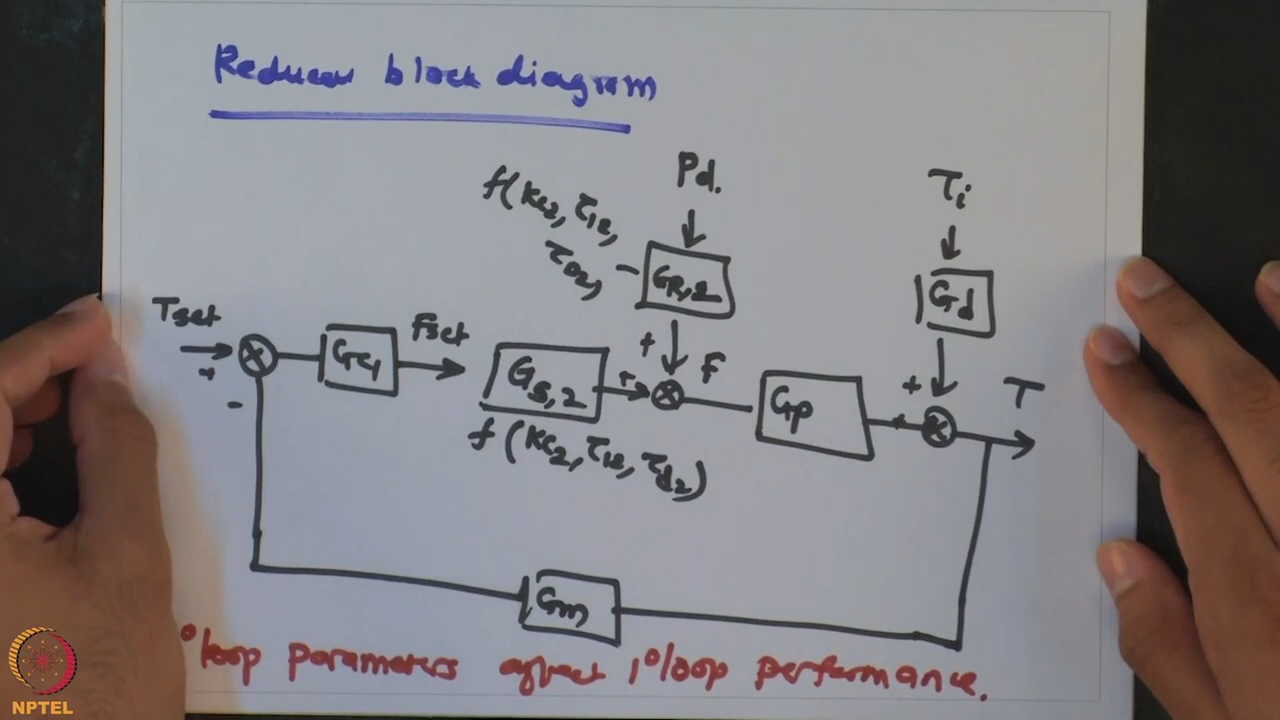 Reduced block diagram
Pd.
Ti
f(Kc2, τI2,
τD2,
GR,2
Gd
Tset
Fset
+
F
+
T
+
GC1
GS,2
+
Gp
+
-
f(Kc2, τI2, τd2)
Gm
°loop parameters affect 1°loop performance.
NPTEL